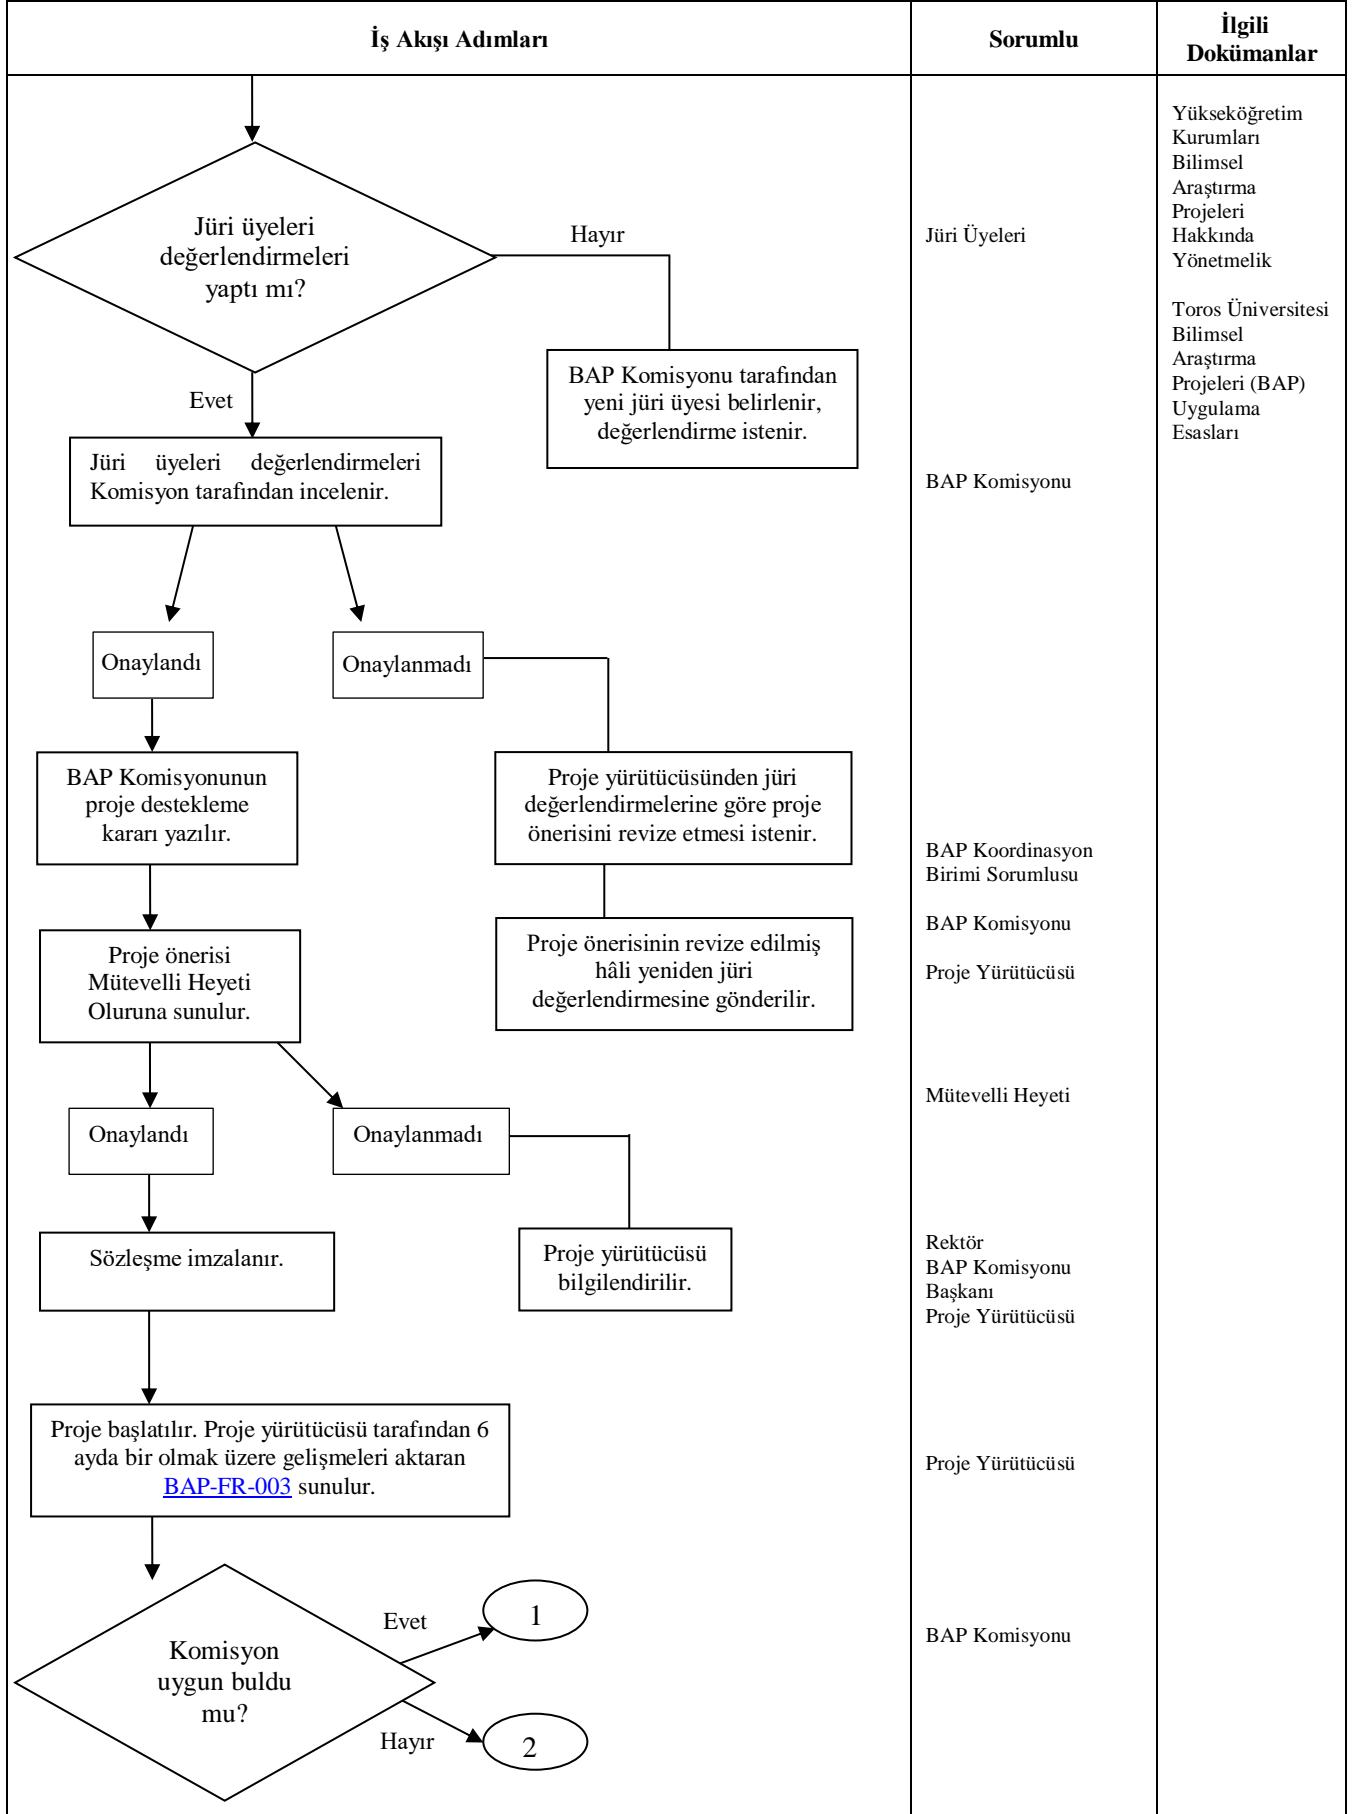 İş Akışı Adımları
Sorumlu
İlgili
Dokümanlar
Jüri üyeleri
değerlendirmeleri
yaptı mı?
Hayır
BAP Komisyonu tarafından
yeni jüri üyesi belirlenir,
değerlendirme istenir.
Evet
Jüri üyeleri değerlendirmeleri
Komisyon tarafından incelenir.
Onaylandı
Onaylanmadı
BAP Komisyonunun
proje destekleme
kararı yazılır.
Proje yürütücüsünden jüri
değerlendirmelerine göre proje
önerisini revize etmesi istenir.
Proje önerisi
Mütevelli Heyeti
Oluruna sunulur.
Proje önerisinin revize edilmiş
hâli yeniden jüri
değerlendirmesine gönderilir.
Onaylandı
Onaylanmadı
Sözleşme imzalanır.
Proje yürütücüsü
bilgilendirilir.
Proje başlatılır. Proje yürütücüsü tarafından 6
ayda bir olmak üzere gelişmeleri aktaran
BAP-FR-003 sunulur.
Komisyon
uygun buldu
mu?
Evet
1
Hayır
2
Jüri Üyeleri
BAP Komisyonu
BAP Koordinasyon
Birimi Sorumlusu
BAP Komisyonu
Proje Yürütücüsü
Mütevelli Heyeti
Rektör
BAP Komisyonu
Başkanı
Proje Yürütücüsü
Proje Yürütücüsü
BAP Komisyonu
Yükseköğretim
Kurumları
Bilimsel
Araştırma
Projeleri
Hakkında
Yönetmelik
Toros Üniversitesi
Bilimsel
Araştırma
Projeleri (BAP)
Uygulama
Esasları